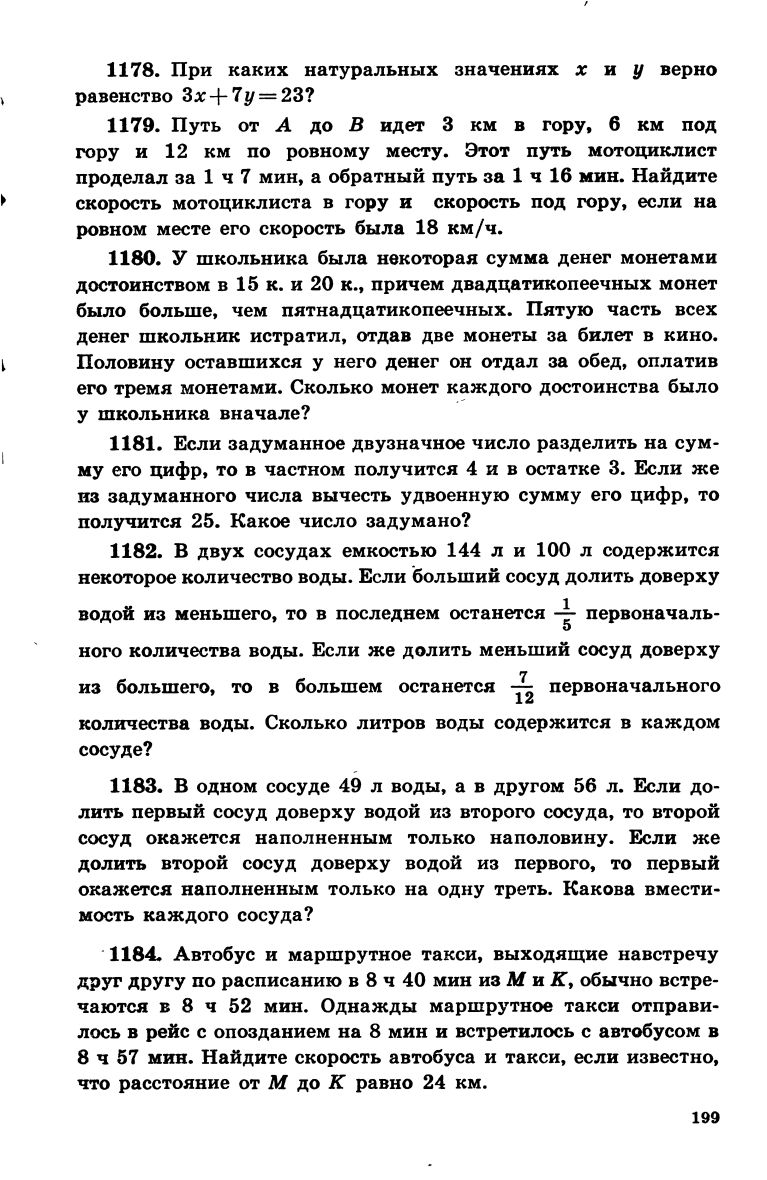 1178. При каких натуральных значениях x и y верно
равенство 3x+7y=23?
1179. Путь от A до B идет 3 км в гору, 6 км под
гору и 12 км по ровному месту. Этот путь мотоциклист
проделал за 1 ч 7 мин, а обратный путь за 1 ч 16 мин. Найдите
скорость мотоциклиста в гору и скорость под гору, если на
ровном месте его скорость была 18 км/ч.
1180. У школьника была некоторая сумма денег монетами
достоинством в 15 к. и 20 к., причем двадцатикопеечных монет
было больше, чем пятнадцатикопеечных. Пятую часть всех
денег школьник истратил, отдав две монеты за билет в кино.
Половину оставшихся у него денег он отдал за обед, оплатив
его тремя монетами. Сколько монет каждого достоинства было
у школьника вначале?
1181. Если задуманное двузначное число разделить на сум-
му его цифр, то в частном получится 4 и в остатке 3. Если же
из задуманного числа вычесть удвоенную сумму его цифр, то
получится 25. Какое число задумано?
1182. В двух сосудах емкостью 144 л и 100 л содержится
некоторое количество воды. Если больший сосуд долить доверху
водой из меньшего, то в последнем останется 1/5 первоначаль-
ного количества воды. Если же долить меньший сосуд доверху
из большего, то в большем останется 7/12 первоначального
количества воды. Сколько литров воды содержится в каждом
сосуде?
1183. В одном сосуде 49 л воды, а в другом 56 л. Если до-
лить первый сосуд доверху водой из второго сосуда, то второй
сосуд окажется наполненным только наполовину. Если же
долить второй сосуд доверху водой из первого, то первый
окажется наполненным только на одну треть. Какова вмести-
мость каждого сосуда?
1184. Автобус и маршрутное такси, выходящие навстречу
друг другу по расписанию в 8 ч 40 мин из M и K, обычно встре-
чаются в 8 ч 52 мин. Однажды маршрутное такси отправи-
лось в рейс с опозданием на 8 мин и встретилось с автобусом в
8 ч 57 мин. Найдите скорость автобуса и такси, если известно,
что расстояние от M до K равно 24 км.
199